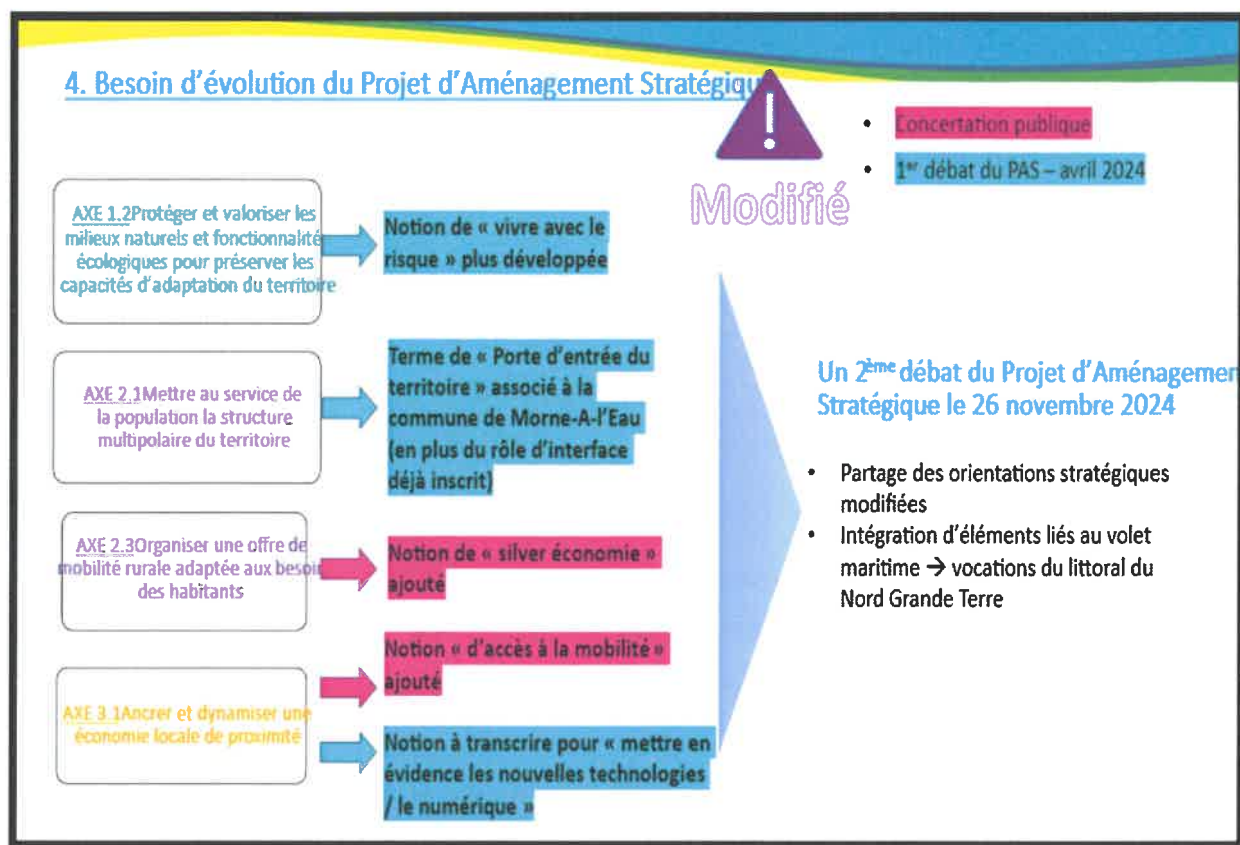 4. Besoin d'évolution du Projet d'Aménagement Stratégiqu
Modifié
• Concertation publique
• 1er débat du PAS – avril 2024
AXE 1.2Protéger et valoriser les
milieux naturels et fonctionnalité
écologiques pour préserver les
capacités d'adaptation du territoire
Notion de « vivre avec le
risque » plus développée
AXE 2.1Mettre au service de
la population la structure
multipolaire du territoire
Terme de « Porte d'entrée du
territoire » associé à la
commune de Morne-A-l'Eau
(en plus du rôle d'interface
déjà inscrit)
AXE 2.3Organiser une offre de
mobilité rurale adaptée aux besoin
des habitants
Notion de « silver économie »
ajouté
AXE 3.1Ancrer et dynamiser une
économie locale de proximité
Notion « d'accès à la mobilité »
ajouté
Notion à transcrire pour « mettre en
évidence les nouvelles technologies
/ le numérique »
Un 2ème débat du Projet d'Aménagemen
Stratégique le 26 novembre 2024
• Partage des orientations stratégiques
modifiées
• Intégration d'éléments liés au volet
maritime → vocations du littoral du
Nord Grande Terre